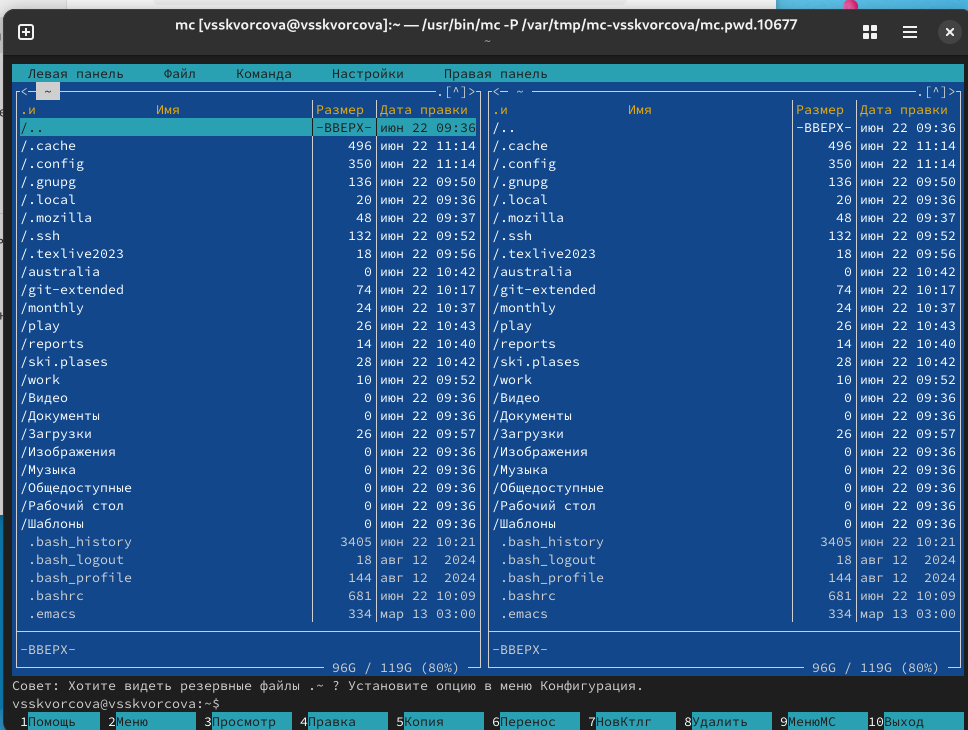 mc [vsskvorcova@vsskvorcova]:~ — /usr/bin/mc -P /var/tmp/mc-vsskvorcova/mc.pwd.10677
~
Левая панель Файл Команда Настройки Правая панель
<─ ~ .[^]> <─ ~ .[^]>
.и Имя Размер Дата правки .и Имя Размер Дата правки
/.. -ВВЕРХ- июн 22 09:36 /.. -ВВЕРХ- июн 22 09:36
/.cache 496 июн 22 11:14 /.cache 496 июн 22 11:14
/.config 350 июн 22 11:14 /.config 350 июн 22 11:14
/.gnupg 136 июн 22 09:50 /.gnupg 136 июн 22 09:50
/.local 20 июн 22 09:36 /.local 20 июн 22 09:36
/.mozilla 48 июн 22 09:37 /.mozilla 48 июн 22 09:37
/.ssh 132 июн 22 09:52 /.ssh 132 июн 22 09:52
/.texlive2023 18 июн 22 09:56 /.texlive2023 18 июн 22 09:56
/australia 0 июн 22 10:42 /australia 0 июн 22 10:42
/git-extended 74 июн 22 10:17 /git-extended 74 июн 22 10:17
/monthly 24 июн 22 10:37 /monthly 24 июн 22 10:37
/play 26 июн 22 10:43 /play 26 июн 22 10:43
/reports 14 июн 22 10:40 /reports 14 июн 22 10:40
/ski.plases 28 июн 22 10:42 /ski.plases 28 июн 22 10:42
/work 10 июн 22 09:52 /work 10 июн 22 09:52
/Видео 0 июн 22 09:36 /Видео 0 июн 22 09:36
/Документы 0 июн 22 09:36 /Документы 0 июн 22 09:36
/Загрузки 26 июн 22 09:57 /Загрузки 26 июн 22 09:57
/Изображения 0 июн 22 09:36 /Изображения 0 июн 22 09:36
/Музыка 0 июн 22 09:36 /Музыка 0 июн 22 09:36
/Общедоступные 0 июн 22 09:36 /Общедоступные 0 июн 22 09:36
/Рабочий стол 0 июн 22 09:36 /Рабочий стол 0 июн 22 09:36
/Шаблоны 0 июн 22 09:36 /Шаблоны 0 июн 22 09:36
.bash_history 3405 июн 22 10:21 .bash_history 3405 июн 22 10:21
.bash_logout 18 авг 12 2024 .bash_logout 18 авг 12 2024
.bash_profile 144 авг 12 2024 .bash_profile 144 авг 12 2024
.bashrc 681 июн 22 10:09 .bashrc 681 июн 22 10:09
.emacs 334 мар 13 03:00 .emacs 334 мар 13 03:00
-ВВЕРХ- -ВВЕРХ-
96G / 119G (80%) 96G / 119G (80%)
Совет: Хотите видеть резервные файлы .~ ? Установите опцию в меню Конфигурация.
vsskvorcova@vsskvorcova:~$
1Помощь 2Меню 3Просмотр 4Правка 5Копия 6Перенос 7НовКтлг 8Удалить 9МенюМС 10Выход